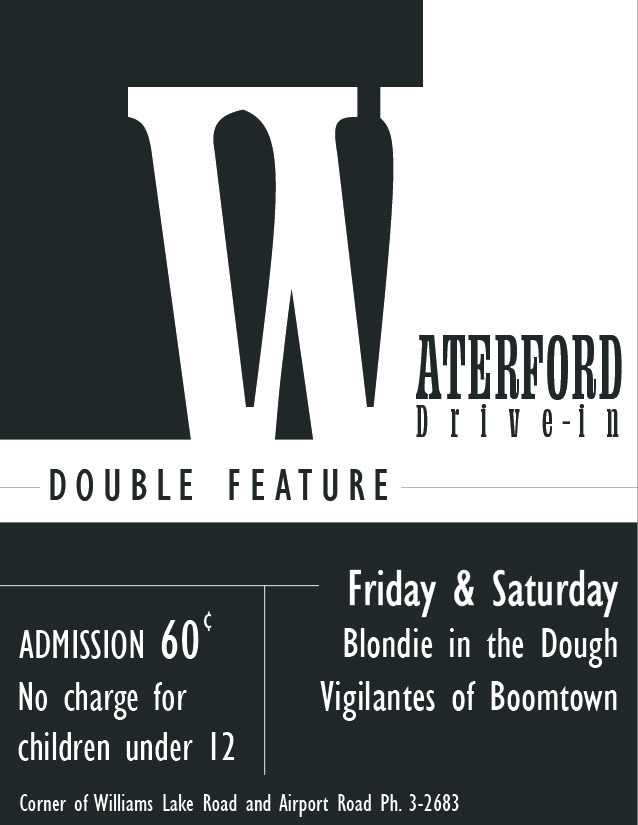 WATERFORD
Drive-in
DOUBLE FEATURE
Friday & Saturday
Blondie in the Dough
Vigilantes of Boomtown
ADMISSION 60¢
No charge for
children under 12
Corner of Williams Lake Road and Airport Road Ph. 3-2683